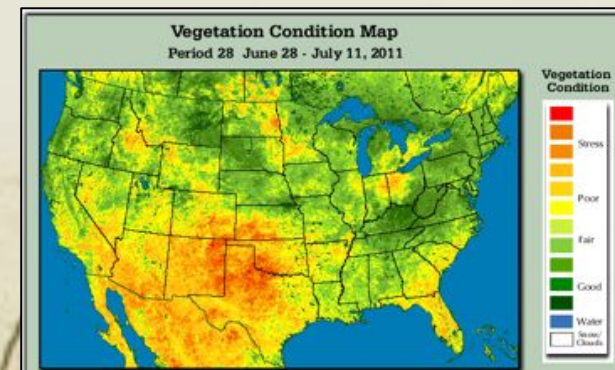 Vegetation Condition Map
Period 28 June 28 - July 11, 2011
Vegetation
Condition
Stress
Poor
Fair
Good
Water
Snow/
Clouds